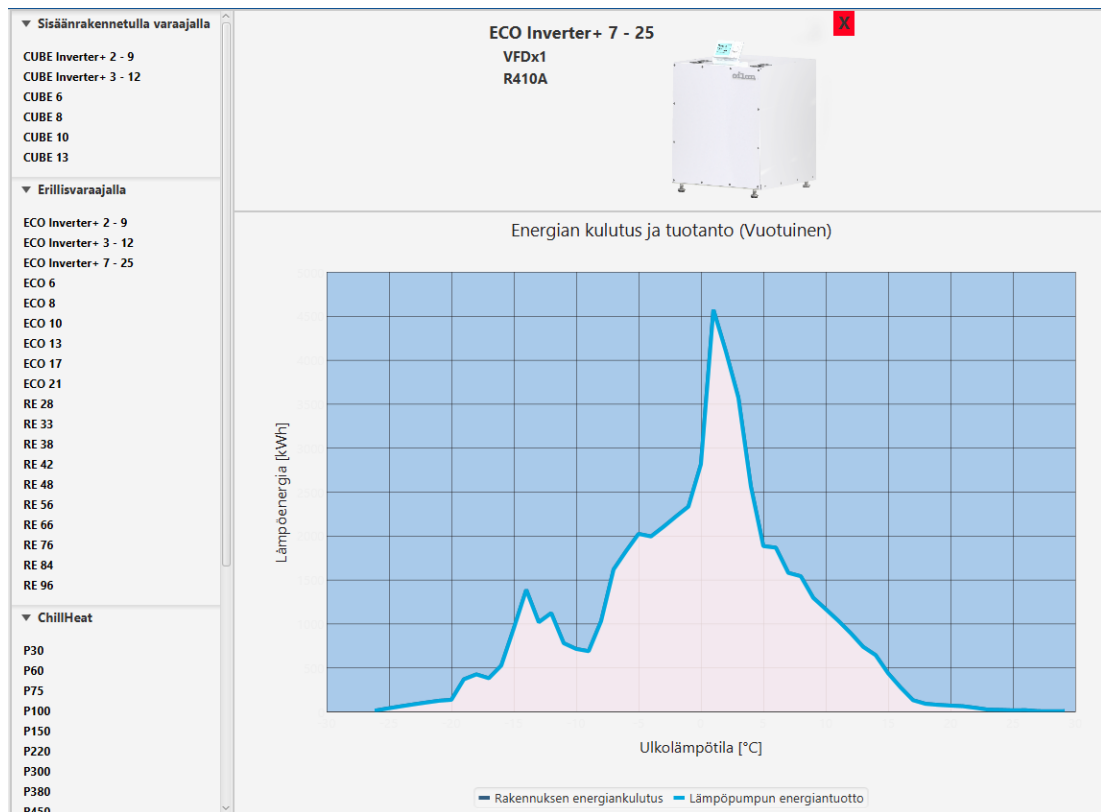 ▼ Sisäänrakennetulla varaajalla
CUBE Inverter+ 2 - 9
CUBE Inverter+ 3 - 12
CUBE 6
CUBE 8
CUBE 10
CUBE 13
▼ Erillisvaraajalla
ECO Inverter+ 2 - 9
ECO Inverter+ 3 - 12
ECO Inverter+ 7 - 25
ECO 6
ECO 8
ECO 10
ECO 13
ECO 17
ECO 21
RE 28
RE 33
RE 38
RE 42
RE 48
RE 56
RE 66
RE 76
RE 84
RE 96
▼ ChillHeat
P30
P60
P75
P100
P150
P220
P300
P380
P450
ECO Inverter+ 7 - 25
VFDx1
R410A
X
oilon
Energian kulutus ja tuotanto (Vuotuinen)
Lämpöenergia [kWh]
Ulkolämpötila [°C]
Rakennuksen energiankulutus
Lämpöpumpun energiantuotto